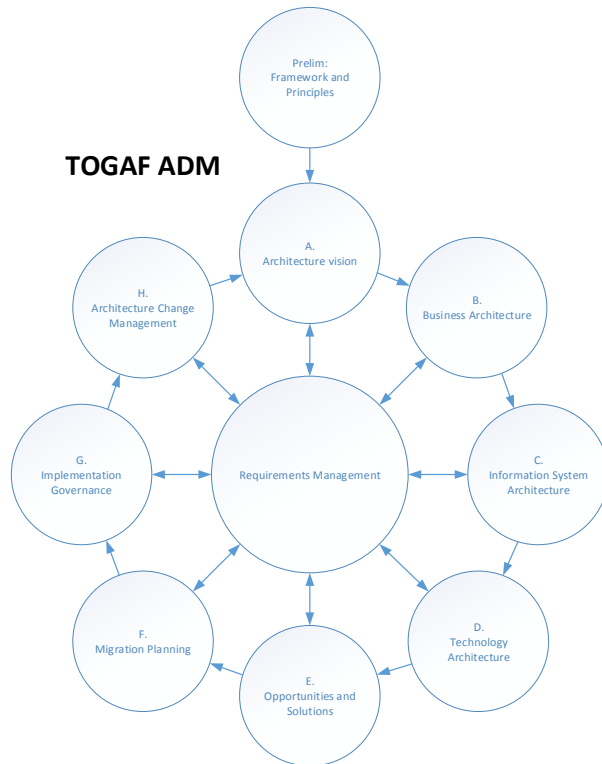 Prelim:
Framework and
Principles
TOGAF ADM
A.
Architecture vision
H.
Architecture Change
Management
B.
Business Architecture
G.
Implementation
Governance
Requirements Management
C.
Information System
Architecture
F.
Migration Planning
D.
Technology
Architecture
E.
Opportunities and
Solutions